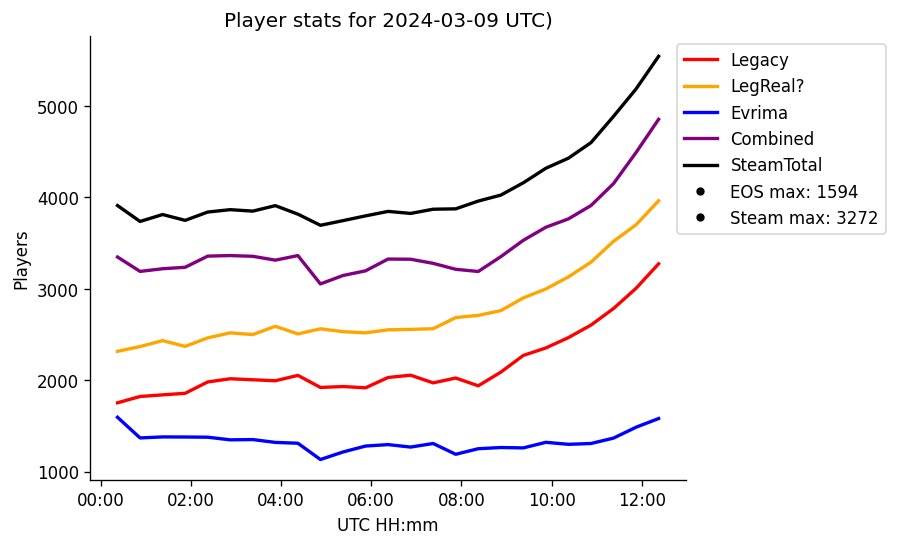 Player stats for 2024-03-09 UTC)
Legacy
LegReal?
Evrima
Combined
SteamTotal
EOS max: 1594
Steam max: 3272
Players
5000
4000
3000
2000
1000
00:00 02:00 04:00 06:00 08:00 10:00 12:00
UTC HH:mm